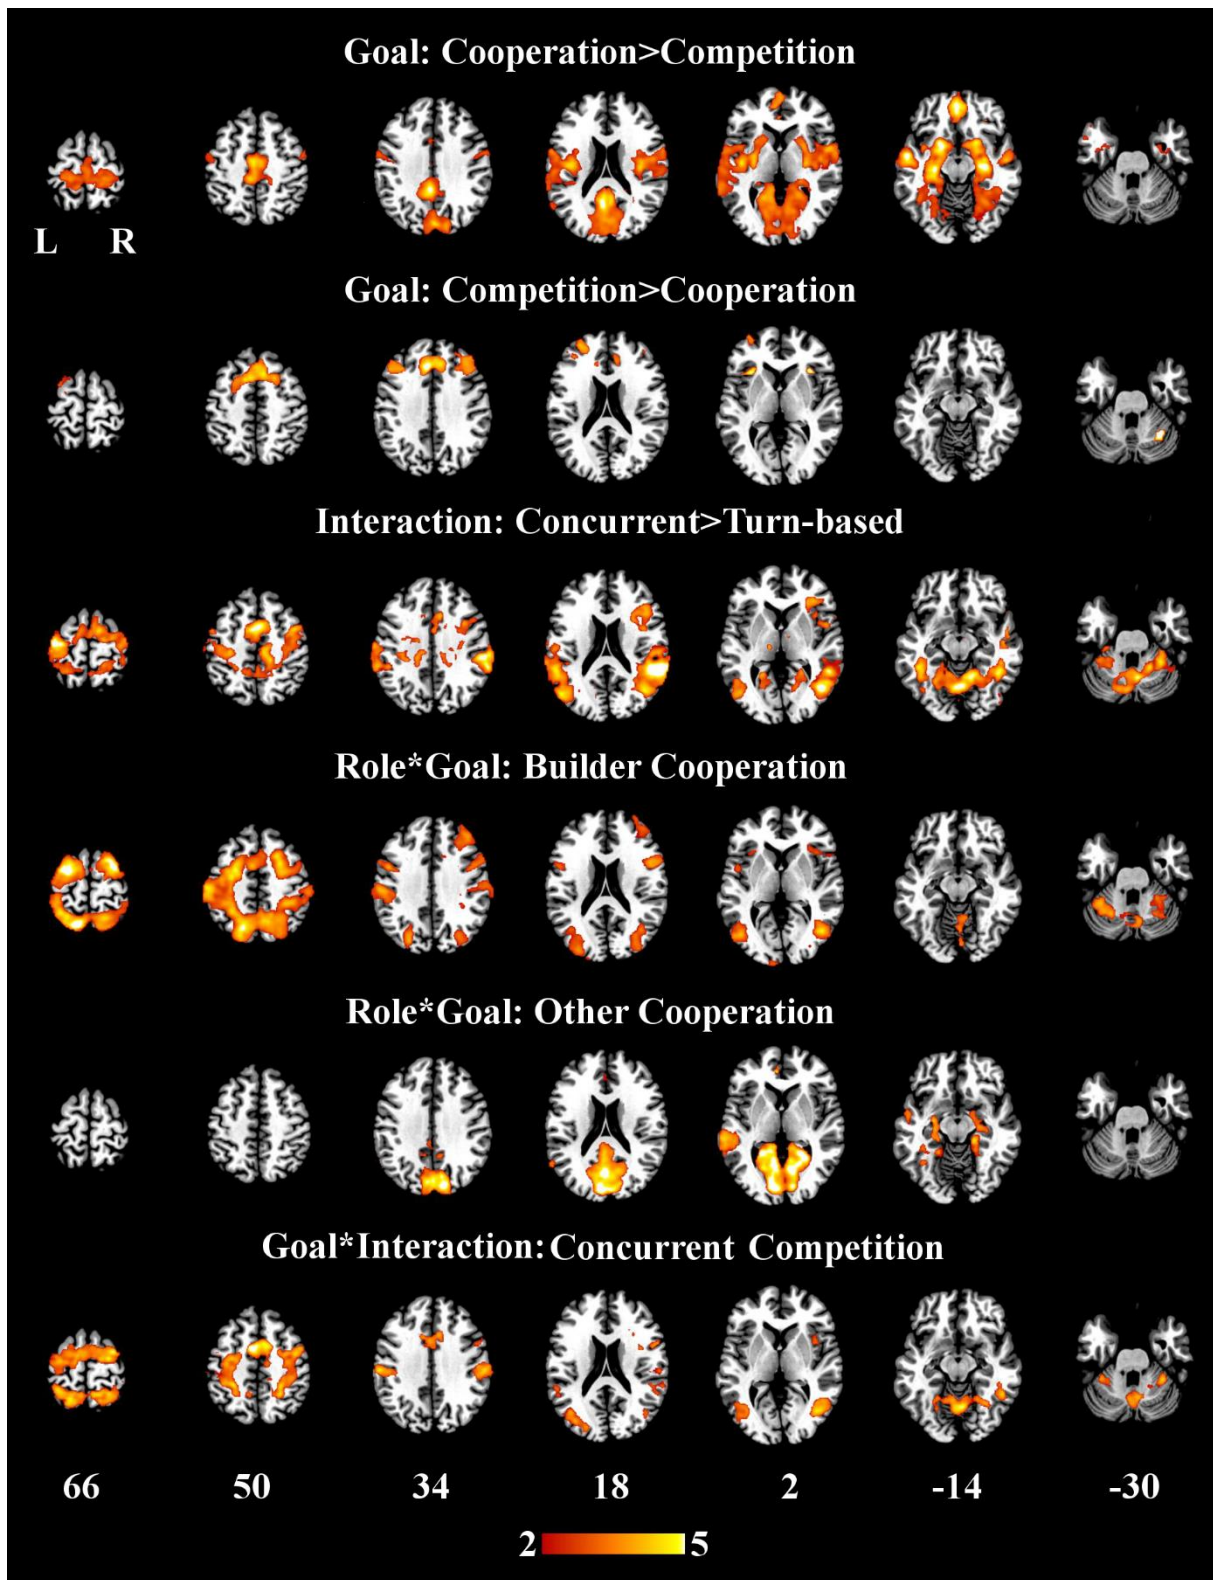 Goal: Cooperation>Competition
L R
Goal: Competition>Cooperation
Interaction: Concurrent>Turn-based
Role*Goal: Builder Cooperation
Role*Goal: Other Cooperation
Goal*Interaction: Concurrent Competition
66 50 34 18 2 -14 -30
2 5